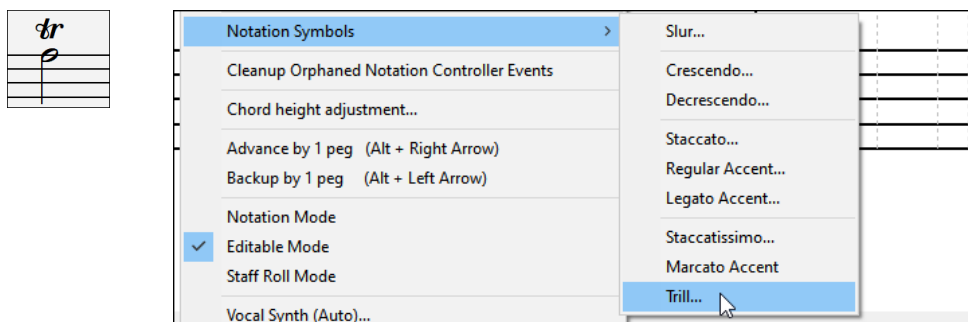 tr
Notation Symbols >
Cleanup Orphaned Notation Controller Events
Chord height adjustment...
Advance by 1 peg (Alt + Right Arrow)
Backup by 1 peg (Alt + Left Arrow)
Notation Mode
Editable Mode
Staff Roll Mode
Vocal Synth (Auto)...
Slur...
Crescendo...
Decrescendo...
Staccato...
Regular Accent...
Legato Accent...
Staccatissimo...
Marcato Accent
Trill...